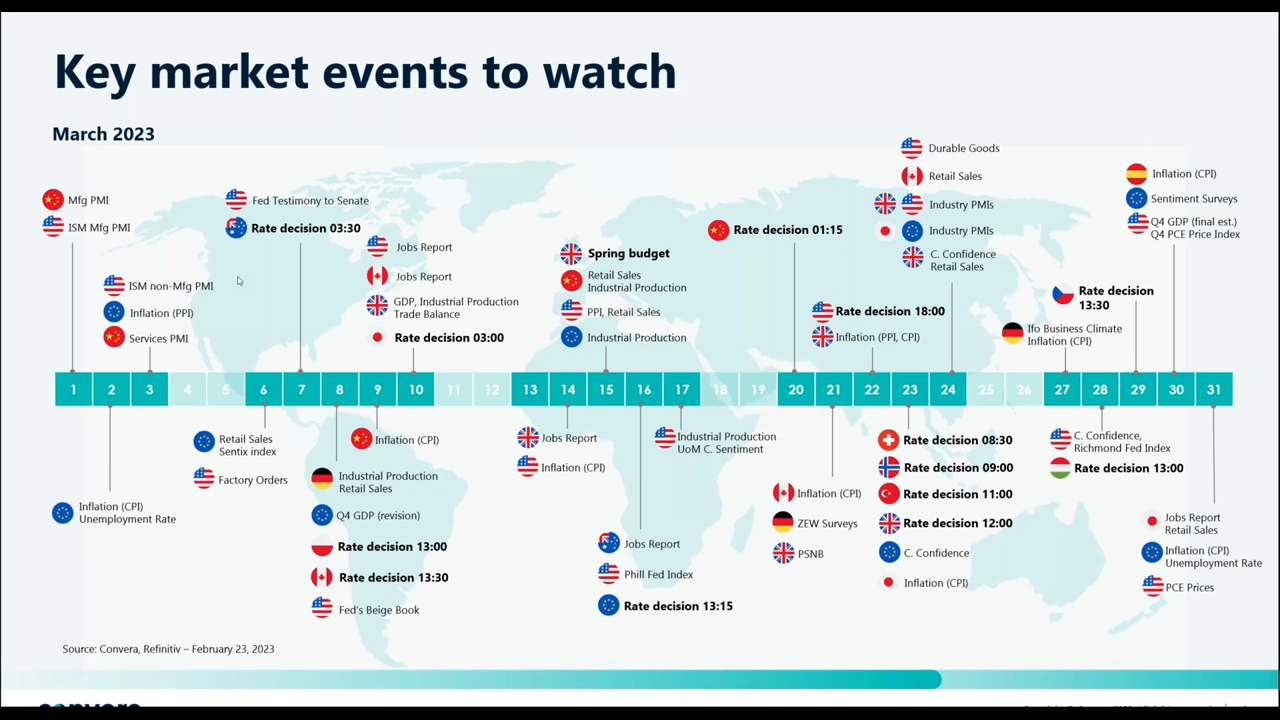 Key market events to watch
March 2023
Mfg PMI
ISM Mfg PMI
ISM non-Mfg PMI
Inflation (PPI)
Services PMI
Fed Testimony to Senate
Rate decision 03:30
Jobs Report
Jobs Report
GDP, Industrial Production
Trade Balance
Rate decision 03:00
Spring budget
Retail Sales
Industrial Production
PPI, Retail Sales
Industrial Production
Rate decision 01:15
Rate decision 18:00
Inflation (PPI, CPI)
Durable Goods
Retail Sales
Industry PMIs
Industry PMIs
C. Confidence
Retail Sales
Ifo Business Climate
Inflation (CPI)
Rate decision
13:30
Inflation (CPI)
Sentiment Surveys
Q4 GDP (final est.)
Q4 PCE Price Index
1 2 3 4 5 6 7 8 9 10 11 12 13 14 15 16 17 18 19 20 21 22 23 24 25 26 27 28 29 30 31
Inflation (CPI)
Unemployment Rate
Retail Sales
Sentix index
Factory Orders
Industrial Production
Retail Sales
Q4 GDP (revision)
Rate decision 13:00
Rate decision 13:30
Fed's Beige Book
Inflation (CPI)
Jobs Report
Inflation (CPI)
Jobs Report
Phill Fed Index
Rate decision 13:15
Industrial Production
UoM C. Sentiment
Inflation (CPI)
ZEW Surveys
PSNB
Rate decision 08:30
Rate decision 09:00
Rate decision 11:00
Rate decision 12:00
C. Confidence
Inflation (CPI)
C. Confidence,
Richmond Fed Index
Rate decision 13:00
Jobs Report
Retail Sales
Inflation (CPI)
Unemployment Rate
PCE Prices
Source: Convera, Refinitiv – February 23, 2023
convera